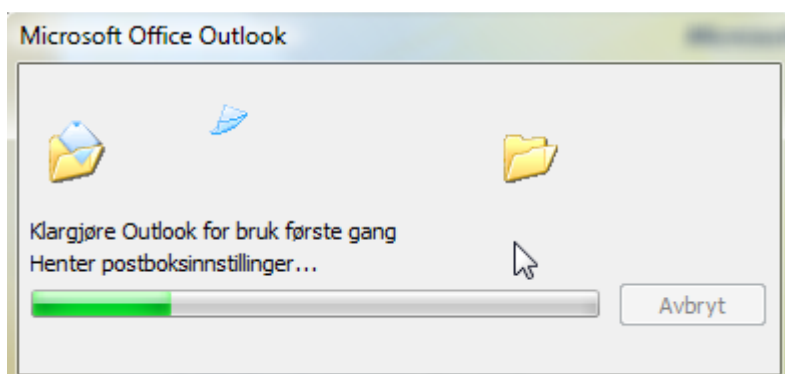 Microsoft Office Outlook
Klargjøre Outlook for bruk første gang
Henter postboksinnstillinger...
Avbryt